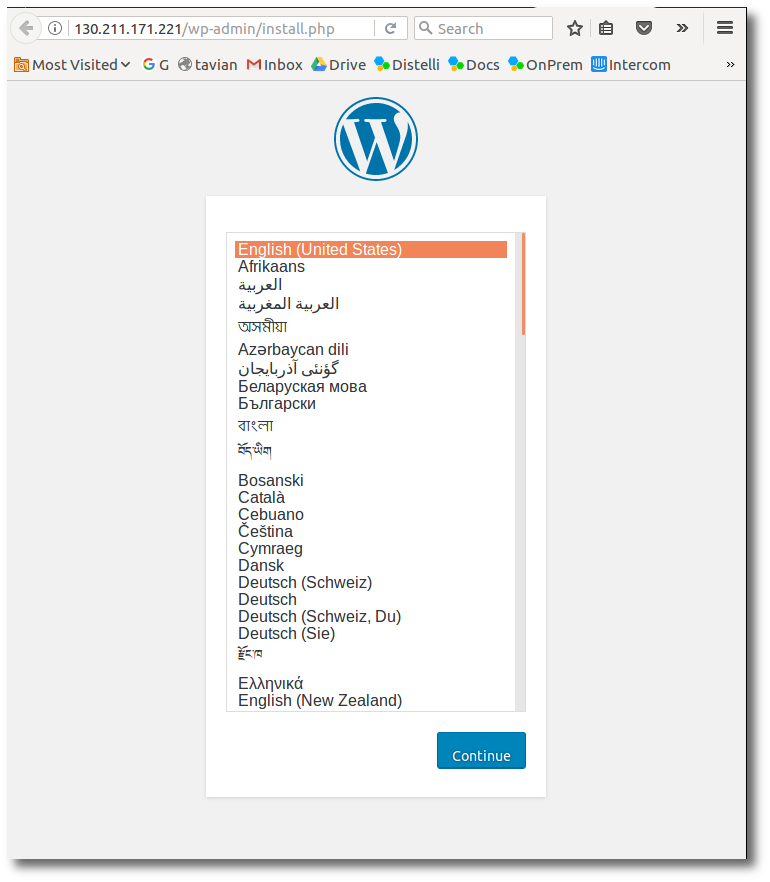 130.211.171.221/wp-admin/install.php
Search
Most Visited G tavian Inbox Drive Distelli Docs OnPrem Intercom
English (United States)
Afrikaans
العربية
العربية المغربية
অসমীয়া
Azərbaycan dili
گؤنئی آذربایجان
Беларуская мова
Български
বাংলা
བོད་ཡིག
Bosanski
Català
Cebuano
Čeština
Cymraeg
Dansk
Deutsch (Schweiz)
Deutsch
Deutsch (Schweiz, Du)
Deutsch (Sie)
རྫོང་ཁ
Ελληνικά
English (New Zealand)
Continue